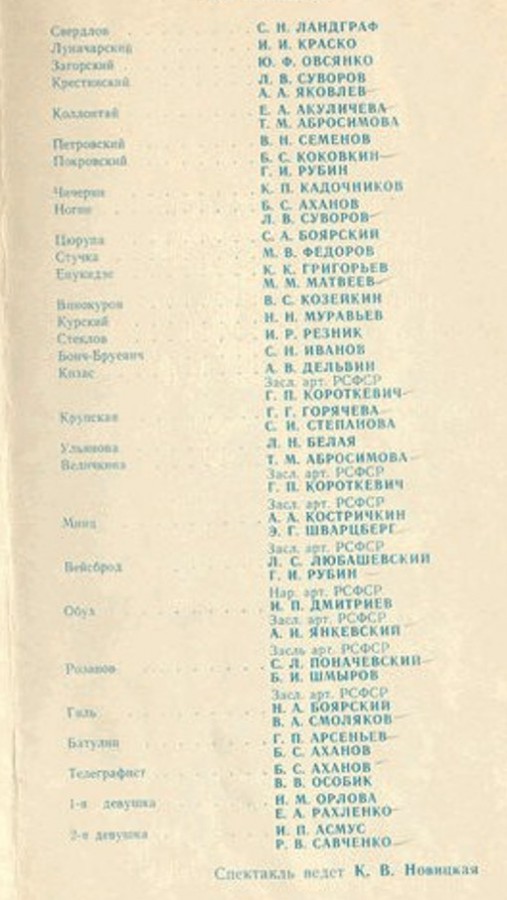 Свердлов . . . . . С. Н. ЛАНДГРАФ
Луначарский . . . . И. И. КРАСКО
Загорский . . . . . Ю. Ф. ОВСЯНКО
Крестинский . . . . Л. В. СУВОРОВ
А. А. ЯКОВЛЕВ
Коллонтай . . . . . Е. А. АКУЛИЧЕВА
Т. М. АБРОСИМОВА
Петровский . . . . В. Н. СЕМЕНОВ
Покровский . . . . Б. С. КОКОВКИН
Г. И. РУБИН
Чичерин . . . . . К. П. КАДОЧНИКОВ
Ногин . . . . . . Б. С. АХАНОВ
Л. В. СУВОРОВ
Цюрупа . . . . . С. А. БОЯРСКИЙ
Стучка . . . . . М. В. ФЕДОРОВ
Енукидзе . . . . . К. К. ГРИГОРЬЕВ
М. М. МАТВЕЕВ
Винокуров . . . . В. С. КОЗЕЙКИН
Курский . . . . . Н. Н. МУРАВЬЕВ
Стеклов . . . . . И. Р. РЕЗНИК
Бонч-Бруевич . . . С. Н. ИВАНОВ
Козлов . . . . . А. В. ДЕЛЬВИН
Засл. арт. РСФСР
Г. П. КОРОТКЕВИЧ
Крупская . . . . . Г. Г. ГОРЯЧЕВА
С. И. СТЕПАНОВА
Ульянова . . . . . Л. Н. БЕЛАЯ
Величкина . . . . Т. М. АБРОСИМОВА
Засл. арт. РСФСР
Г. П. КОРОТКЕВИЧ
Засл. арт. РСФСР
Минц . . . . . . А. А. КОСТРИЧКИН
Э. Г. ШВАРЦБЕРГ
Засл. арт. РСФСР
Вейсброд . . . . . Л. С. ЛЮБАШЕВСКИЙ
Г. И. РУБИН
Нар. арт. РСФСР
Обух . . . . . . И. П. ДМИТРИЕВ
Засл. арт. РСФСР
А. И. ЯНКЕВСКИЙ
Засль арт. РСФСР
Розанов . . . . . С. Л. ПОНАЧЕВСКИЙ
Б. И. ШМЫРОВ
Засл. арт. РСФСР
Гиль . . . . . . Н. А. БОЯРСКИЙ
В. А. СМОЛЯКОВ
Батулин . . . . . Г. П. АРСЕНЬЕВ
Б. С. АХАНОВ
Телеграфист . . . . Б. С. АХАНОВ
В. В. ОСОБИК
1-я девушка . . . . Н. М. ОРЛОВА
Е. А. РАХЛЕНКО
2-я девушка . . . . И. П. АСМУС
Р. В. САВЧЕНКО
Спектакль ведет К. В. Новицкая